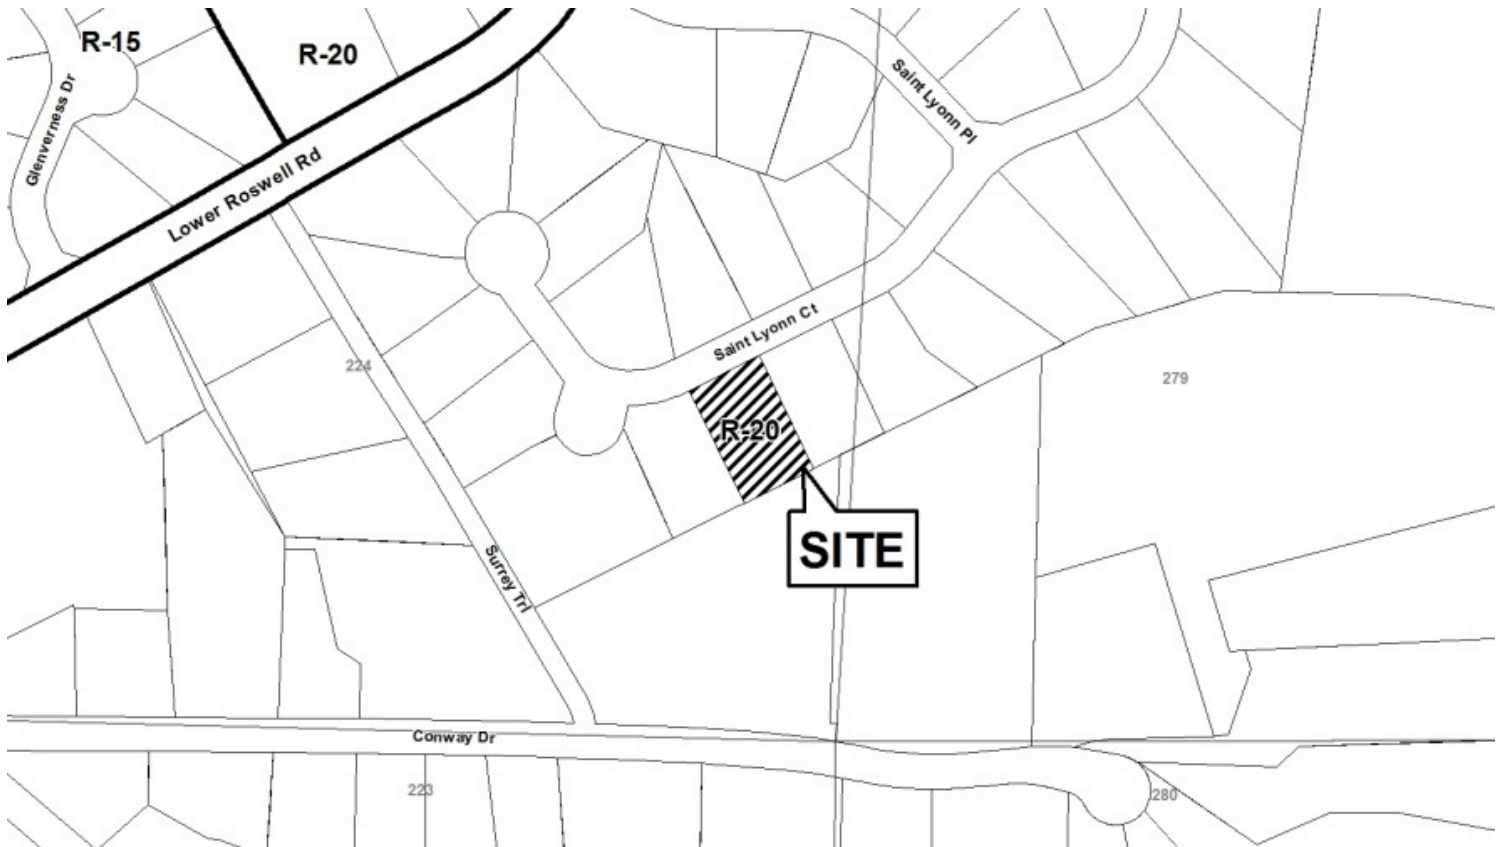 R-15
R-20
Saint Lyonn Pl
Glenverness Dr
Lower Roswell Rd
Saint Lyonn Ct
224
279
R-20
SITE
Surrey Trl
Conway Dr
223
280